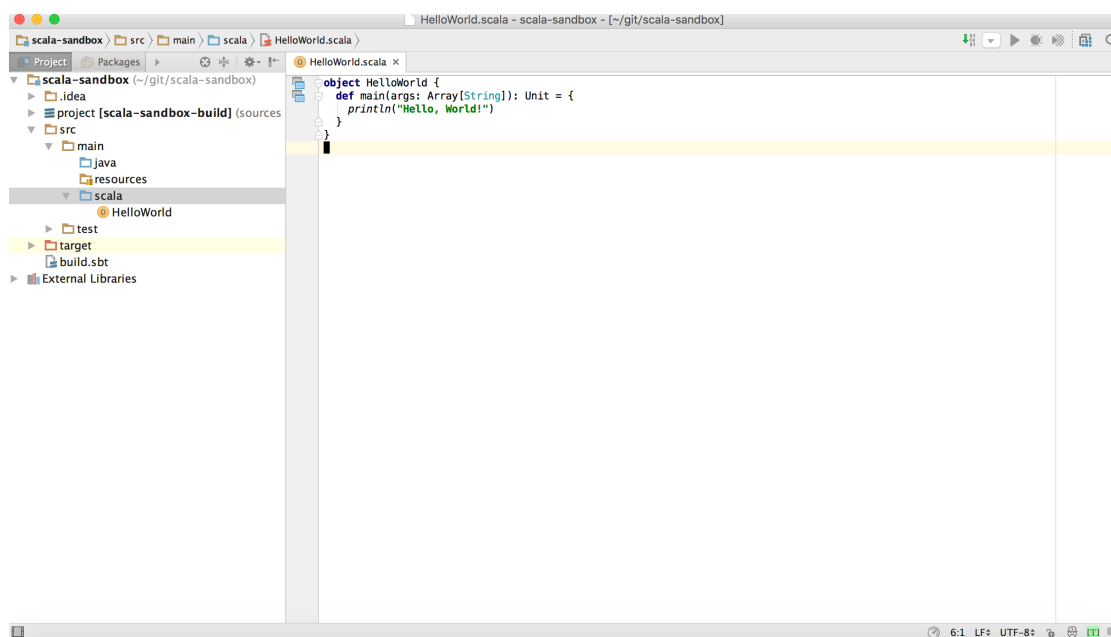 HelloWorld.scala - scala-sandbox - [~/git/scala-sandbox]
scala-sandbox src main scala HelloWorld.scala
Project Packages
HelloWorld.scala
scala-sandbox (~/git/scala-sandbox)
.idea
project [scala-sandbox-build] (sources
src
main
java
resources
scala
HelloWorld
test
target
build.sbt
External Libraries
object HelloWorld {
def main(args: Array[String]): Unit = {
println("Hello, World!")
}
}
6:1 LF UTF-8 [T]